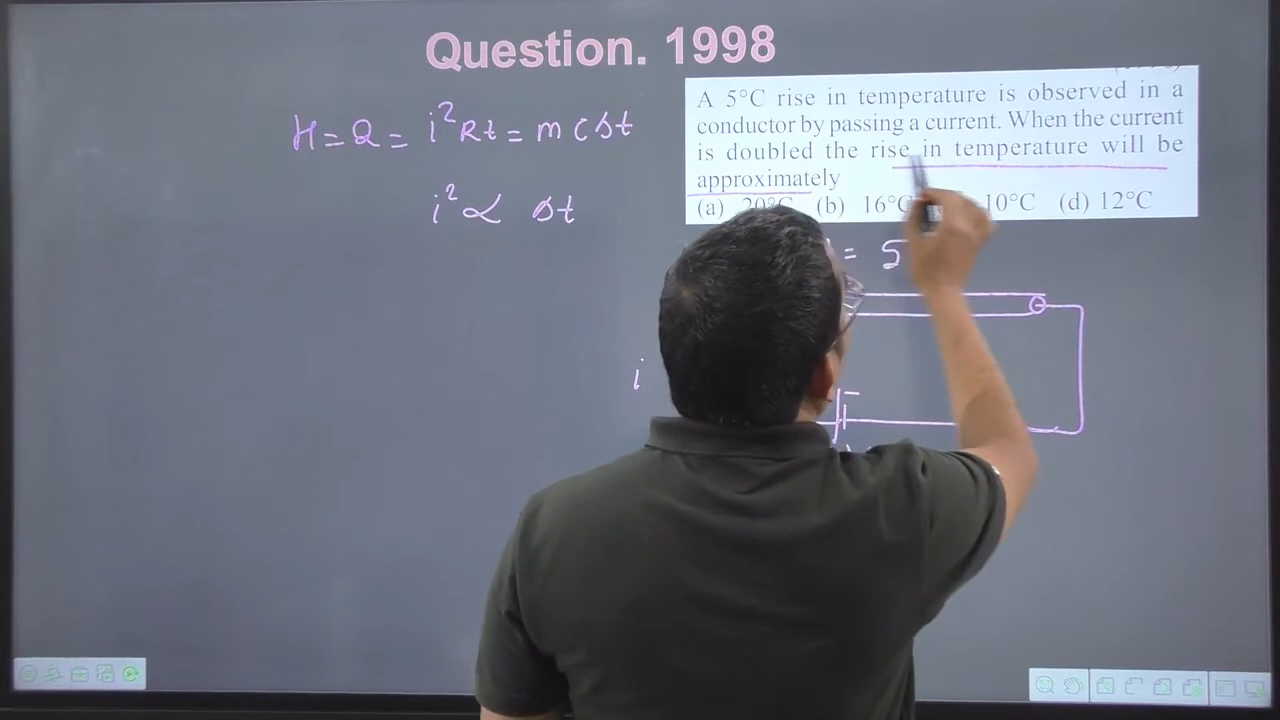 Question. 1998
H = Q = i²Rt = mcΔt
i² ∝ Δt
A 5°C rise in temperature is observed in a
conductor by passing a current. When the current
is doubled the rise in temperature will be
approximately
(a) 20°C (b) 16°C 10°C (d) 12°C
= 5
i